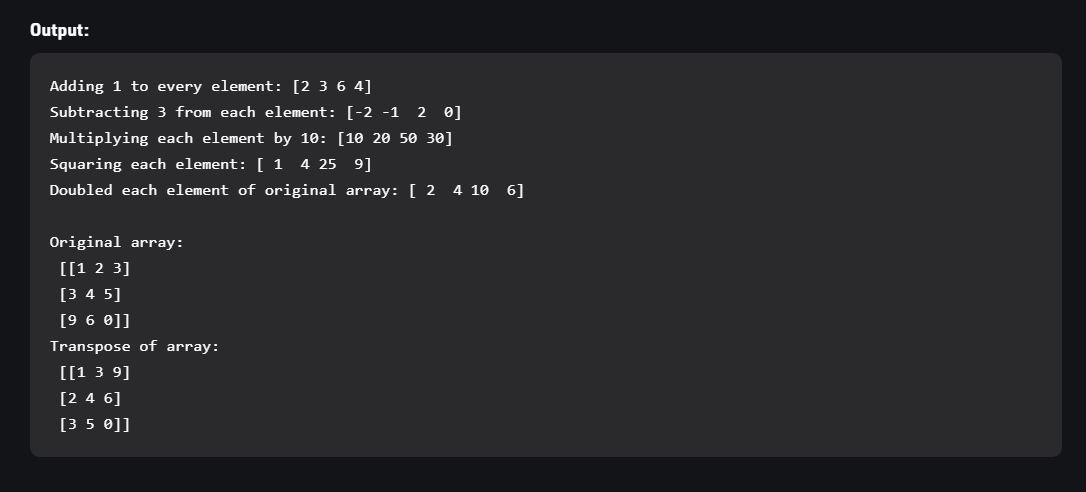 Output:
Adding 1 to every element: [2 3 6 4]
Subtracting 3 from each element: [-2 -1  2  0]
Multiplying each element by 10: [10 20 50 30]
Squaring each element: [ 1  4 25  9]
Doubled each element of original array: [ 2  4 10  6]

Original array:
 [[1 2 3]
 [3 4 5]
 [9 6 0]]
Transpose of array:
 [[1 3 9]
 [2 4 6]
 [3 5 0]]